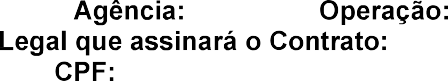 Agência: Operação:
Legal que assinará o Contrato:
CPF: